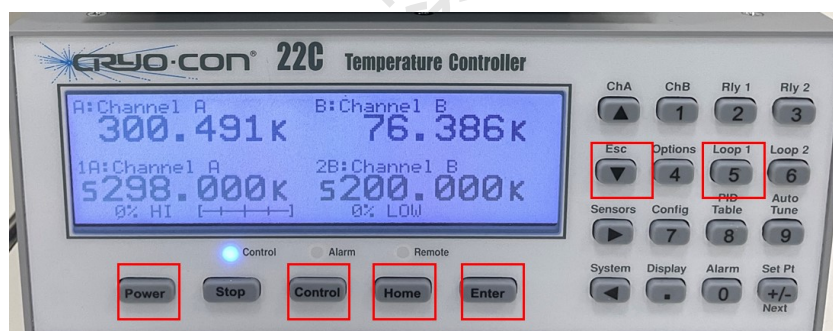 CRYO·CON® 22C Temperature Controller
A:Channel A B:Channel B
300.491K 76.386K
1A:Channel A 2B:Channel B
S298.000K S200.000K
0% HI 0% LOW
Control Alarm Remote
Power Stop Control Home Enter
ChA ChB Rly 1 Rly 2
▲ 1 2 3
Esc Options Loop 1 Loop 2
▼ 4 5 6
Sensors Config PID Table Auto Tune
▶ 7 8 9
System Display Alarm Set Pt
◀ . 0 +/-
Next